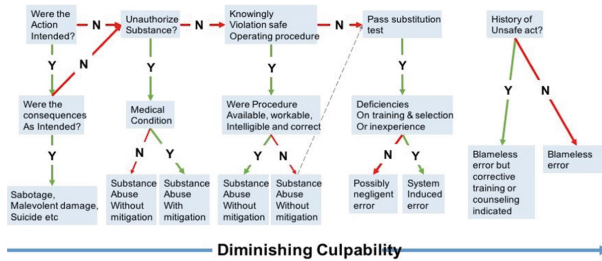 Were the
Action
Intended?
N
Unauthorize
Substance?
N
Knowingly
Violation safe
Operating procedure
N
Pass substitution
test
History of
Unsafe act?
Y
N
Y
Y
Y
Y
N
Were the
consequences
As Intended?
Medical
Condition
Were Procedure
Available, workable,
Intelligible and correct
Deficiencies
On training & selection
Or inexperience
Y
N
Y
Y
N
N
Y
Sabotage,
Malevolent damage,
Suicide etc
Substance
Abuse
Without
mitigation
Substance
Abuse
With
mitigation
Substance
Abuse
Without
mitigation
Substance
Abuse
Without
mitigation
Possibly
negligent
error
System
Induced
error
Blameless
error but
corrective
training or
counseling
indicated
Blameless
error
Diminishing Culpability